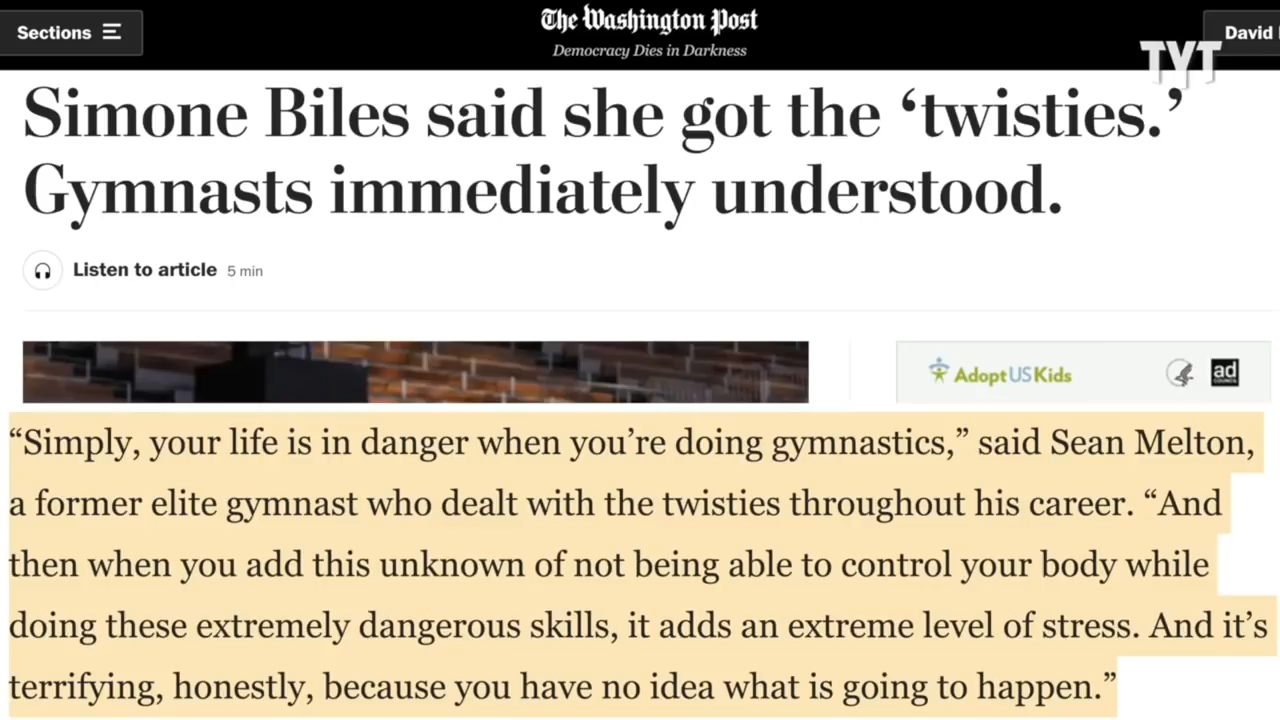 Sections
The Washington Post
Democracy Dies in Darkness
David
TYT
Simone Biles said she got the ‘twisties.’
Gymnasts immediately understood.
Listen to article 5 min
AdoptUSKids
ad
COUNCIL
“Simply, your life is in danger when you’re doing gymnastics,” said Sean Melton,
a former elite gymnast who dealt with the twisties throughout his career. “And
then when you add this unknown of not being able to control your body while
doing these extremely dangerous skills, it adds an extreme level of stress. And it’s
terrifying, honestly, because you have no idea what is going to happen.”